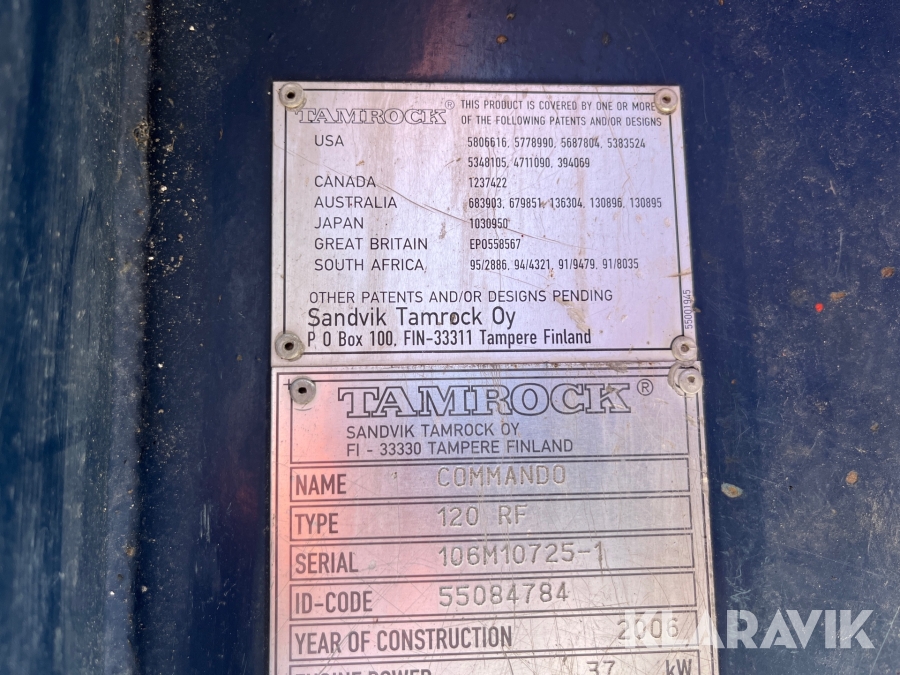 TAMROCK® THIS PRODUCT IS COVERED BY ONE OR MORE
OF THE FOLLOWING PATENTS AND/OR DESIGNS
USA 5806616, 5778990, 5687804, 5383524
5348105, 4711090, 394069
CANADA 1237422
AUSTRALIA 683903, 679851, 136304, 130896, 130895
JAPAN 1030950
GREAT BRITAIN EP0558567
SOUTH AFRICA 95/2886, 94/4321, 91/9479, 91/8035
OTHER PATENTS AND/OR DESIGNS PENDING
Sandvik Tamrock Oy
P O Box 100, FIN-33311 Tampere Finland
55001945
TAMROCK®
SANDVIK TAMROCK OY
FI - 33330 TAMPERE FINLAND
NAME COMMANDO
TYPE 120 RF
SERIAL 106M10725-1
ID-CODE 55084784
YEAR OF CONSTRUCTION 2006
ENGINE POWER 37 kW
KLARAVIK